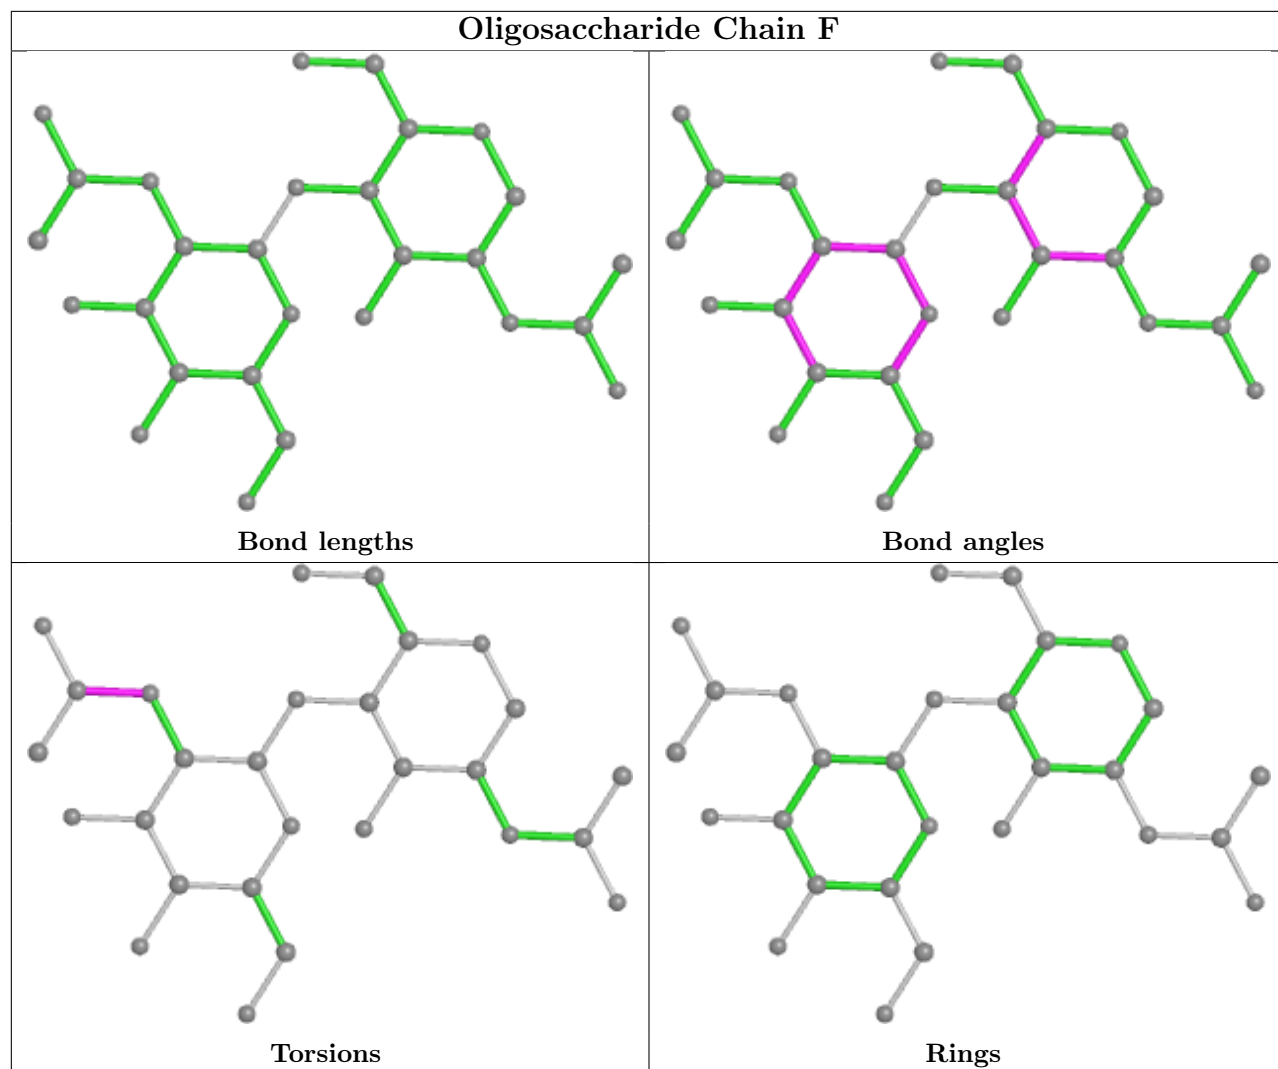 Oligosaccharide Chain F
Bond lengths
Bond angles
Torsions
Rings